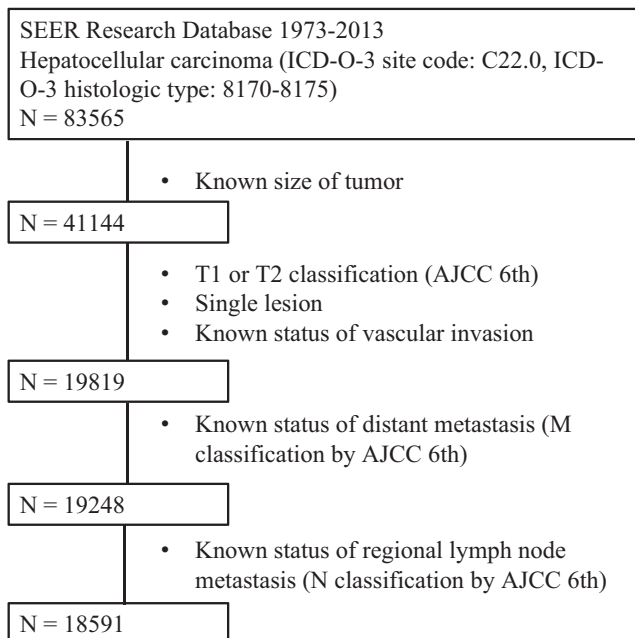 SEER Research Database 1973-2013
Hepatocellular carcinoma (ICD-O-3 site code: C22.0, ICD-
O-3 histologic type: 8170-8175)
N = 83565
• Known size of tumor
N = 41144
• T1 or T2 classification (AJCC 6th)
• Single lesion
• Known status of vascular invasion
N = 19819
• Known status of distant metastasis (M
classification by AJCC 6th)
N = 19248
• Known status of regional lymph node
metastasis (N classification by AJCC 6th)
N = 18591